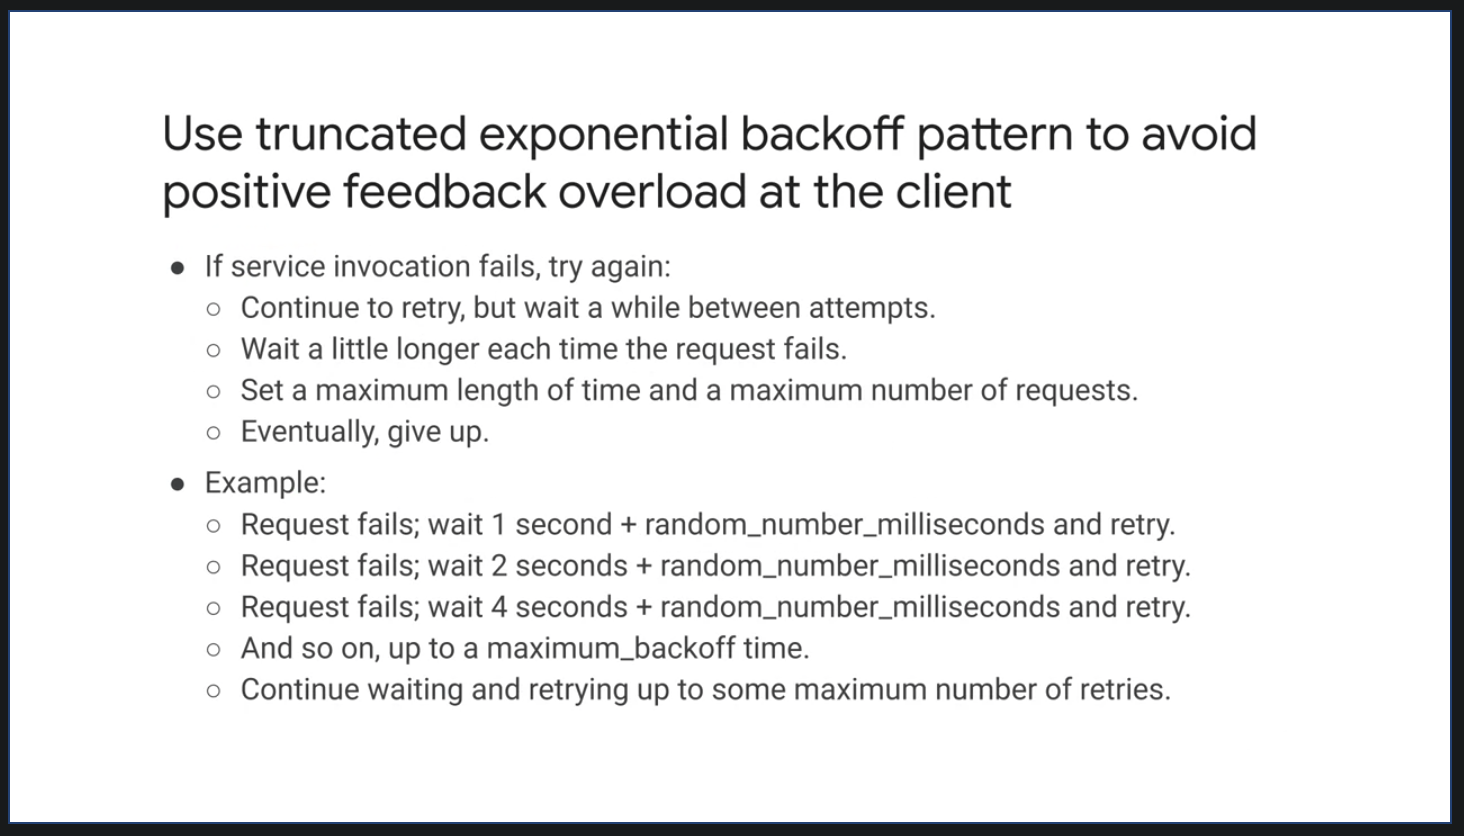 Use truncated exponential backoff pattern to avoid
positive feedback overload at the client
● If service invocation fails, try again:
○ Continue to retry, but wait a while between attempts.
○ Wait a little longer each time the request fails.
○ Set a maximum length of time and a maximum number of requests.
○ Eventually, give up.
● Example:
○ Request fails; wait 1 second + random_number_milliseconds and retry.
○ Request fails; wait 2 seconds + random_number_milliseconds and retry.
○ Request fails; wait 4 seconds + random_number_milliseconds and retry.
○ And so on, up to a maximum_backoff time.
○ Continue waiting and retrying up to some maximum number of retries.